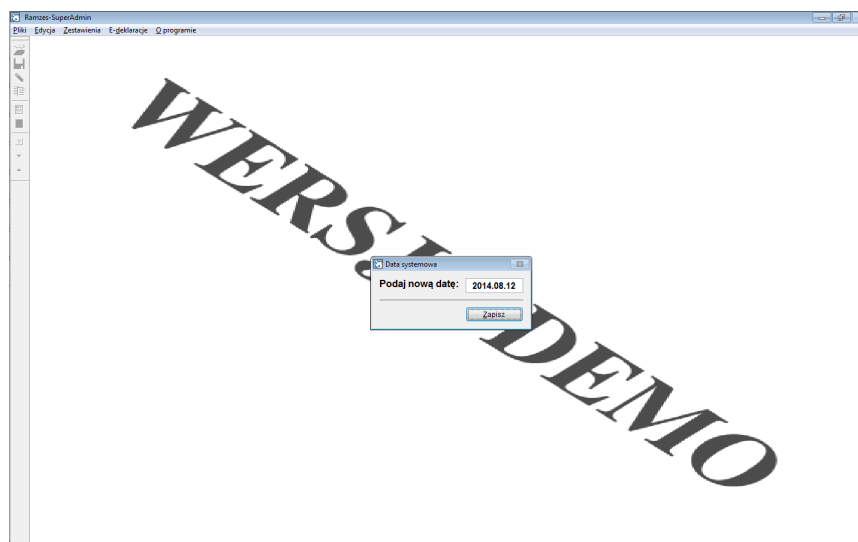 Ramzes-SuperAdmin
Pliki Edycja Zestawienia E-deklaracje O programie
WERSJA DEMO
Data systemowa
Podaj nową datę: 2014.08.12
Zapisz